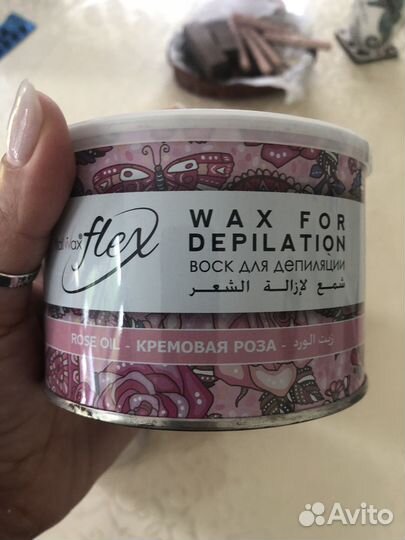 flex
WAX FOR
DEPILATION
ВОСК ДЛЯ ДЕПИЛЯЦИИ
شمع لإزالة الشعر
ROSE OIL - КРЕМОВАЯ РОЗА - زيت الورد
Avito